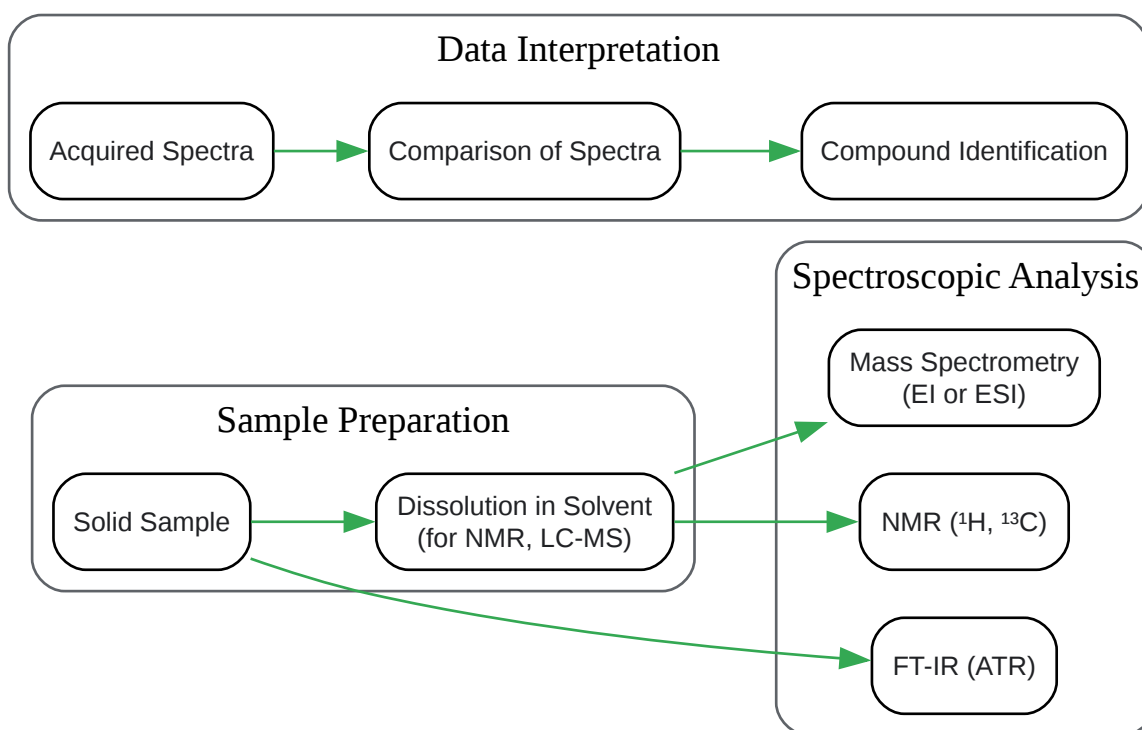 Data Interpretation
Acquired Spectra
Comparison of Spectra
Compound Identification
Spectroscopic Analysis
Mass Spectrometry
(EI or ESI)
Sample Preparation
Solid Sample
Dissolution in Solvent
(for NMR, LC-MS)
NMR (¹H, ¹³C)
FT-IR (ATR)